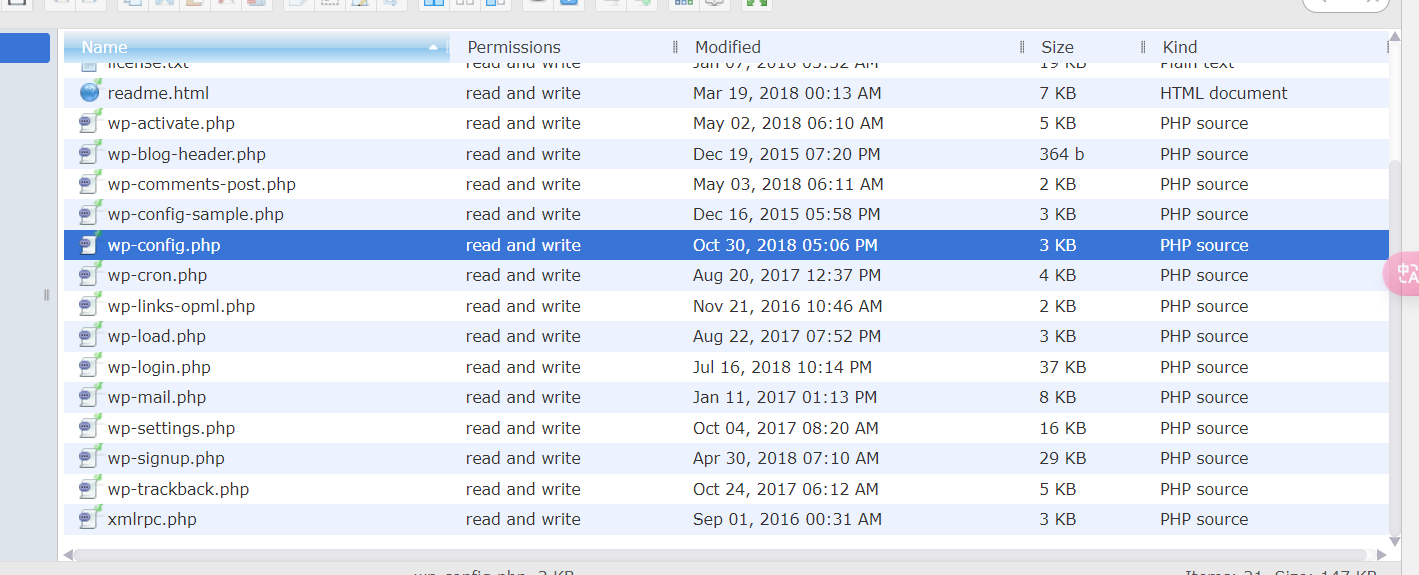 Name Permissions Modified Size Kind
license.txt read and write Jan 07, 2018 05:52 AM 19 KB Plain text
readme.html read and write Mar 19, 2018 00:13 AM 7 KB HTML document
wp-activate.php read and write May 02, 2018 06:10 AM 5 KB PHP source
wp-blog-header.php read and write Dec 19, 2015 07:20 PM 364 b PHP source
wp-comments-post.php read and write May 03, 2018 06:11 AM 2 KB PHP source
wp-config-sample.php read and write Dec 16, 2015 05:58 PM 3 KB PHP source
wp-config.php read and write Oct 30, 2018 05:06 PM 3 KB PHP source
wp-cron.php read and write Aug 20, 2017 12:37 PM 4 KB PHP source
wp-links-opml.php read and write Nov 21, 2016 10:46 AM 2 KB PHP source
wp-load.php read and write Aug 22, 2017 07:52 PM 3 KB PHP source
wp-login.php read and write Jul 16, 2018 10:14 PM 37 KB PHP source
wp-mail.php read and write Jan 11, 2017 01:13 PM 8 KB PHP source
wp-settings.php read and write Oct 04, 2017 08:20 AM 16 KB PHP source
wp-signup.php read and write Apr 30, 2018 07:10 AM 29 KB PHP source
wp-trackback.php read and write Oct 24, 2017 06:12 AM 5 KB PHP source
xmlrpc.php read and write Sep 01, 2016 00:31 AM 3 KB PHP source
wp-config.php, 3 KB Items: 21, Size: 147 KB